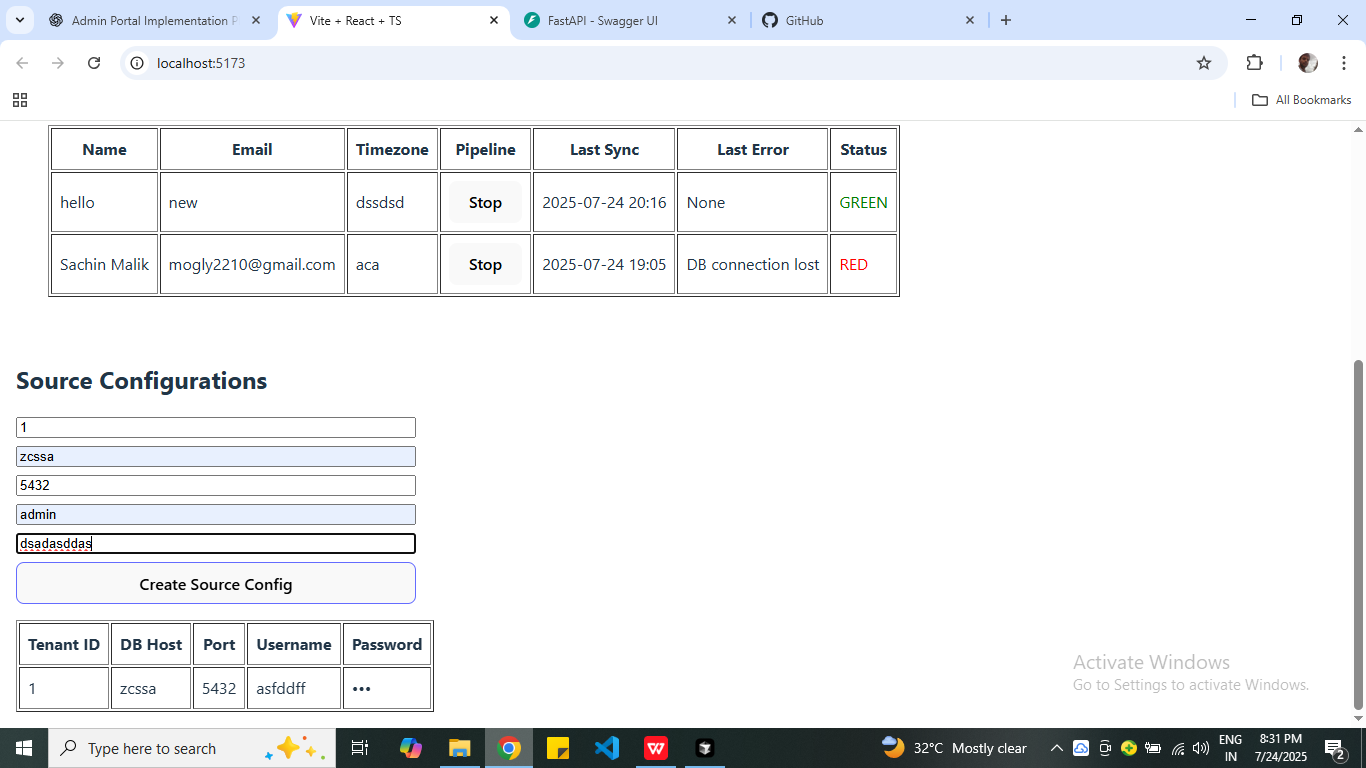 Admin Portal Implementation P
Vite + React + TS
FastAPI - Swagger UI
GitHub
localhost:5173
All Bookmarks
Name Email Timezone Pipeline Last Sync Last Error Status
hello new dssdsd Stop 2025-07-24 20:16 None GREEN
Sachin Malik mogly2210@gmail.com aca Stop 2025-07-24 19:05 DB connection lost RED
Source Configurations
1
zcssa
5432
admin
dsadasddas
Create Source Config
Tenant ID DB Host Port Username Password
1 zcssa 5432 asfddff •••
Activate Windows
Go to Settings to activate Windows.
Type here to search
32°C Mostly clear
ENG
IN
8:31 PM
7/24/2025
2